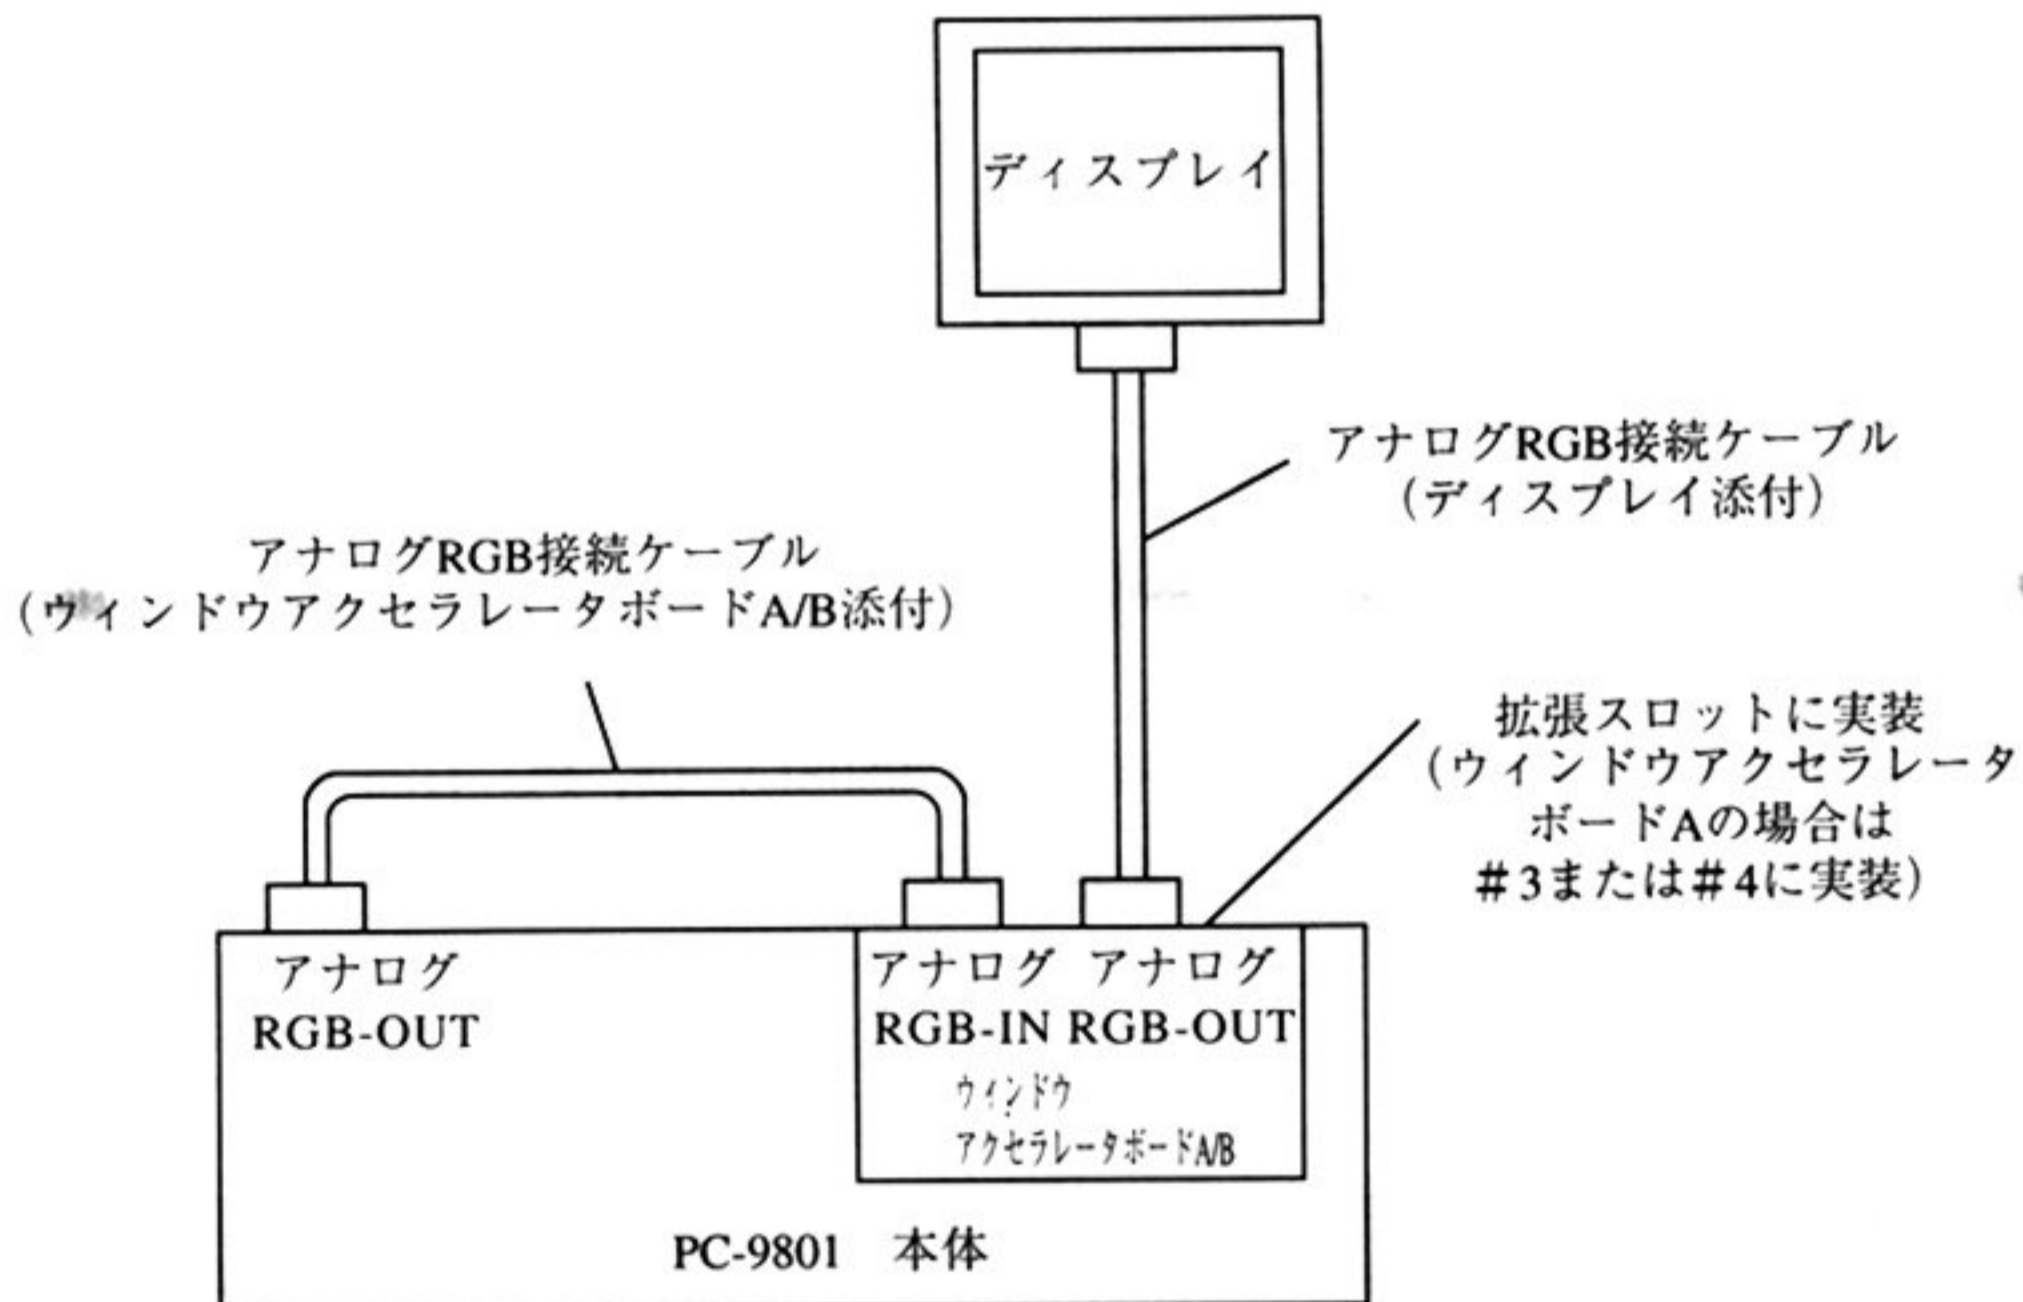 ディスプレイ
アナログRGB接続ケーブル
(ディスプレイ添付)
アナログRGB接続ケーブル
(ウィンドウアクセラレータボードA/B添付)
拡張スロットに実装
(ウィンドウアクセラレータ
ボードAの場合は
#3または#4に実装)
アナログ
RGB-OUT
アナログ アナログ
RGB-IN RGB-OUT
ウィンドウ
アクセラレータボードA/B
PC-9801 本体